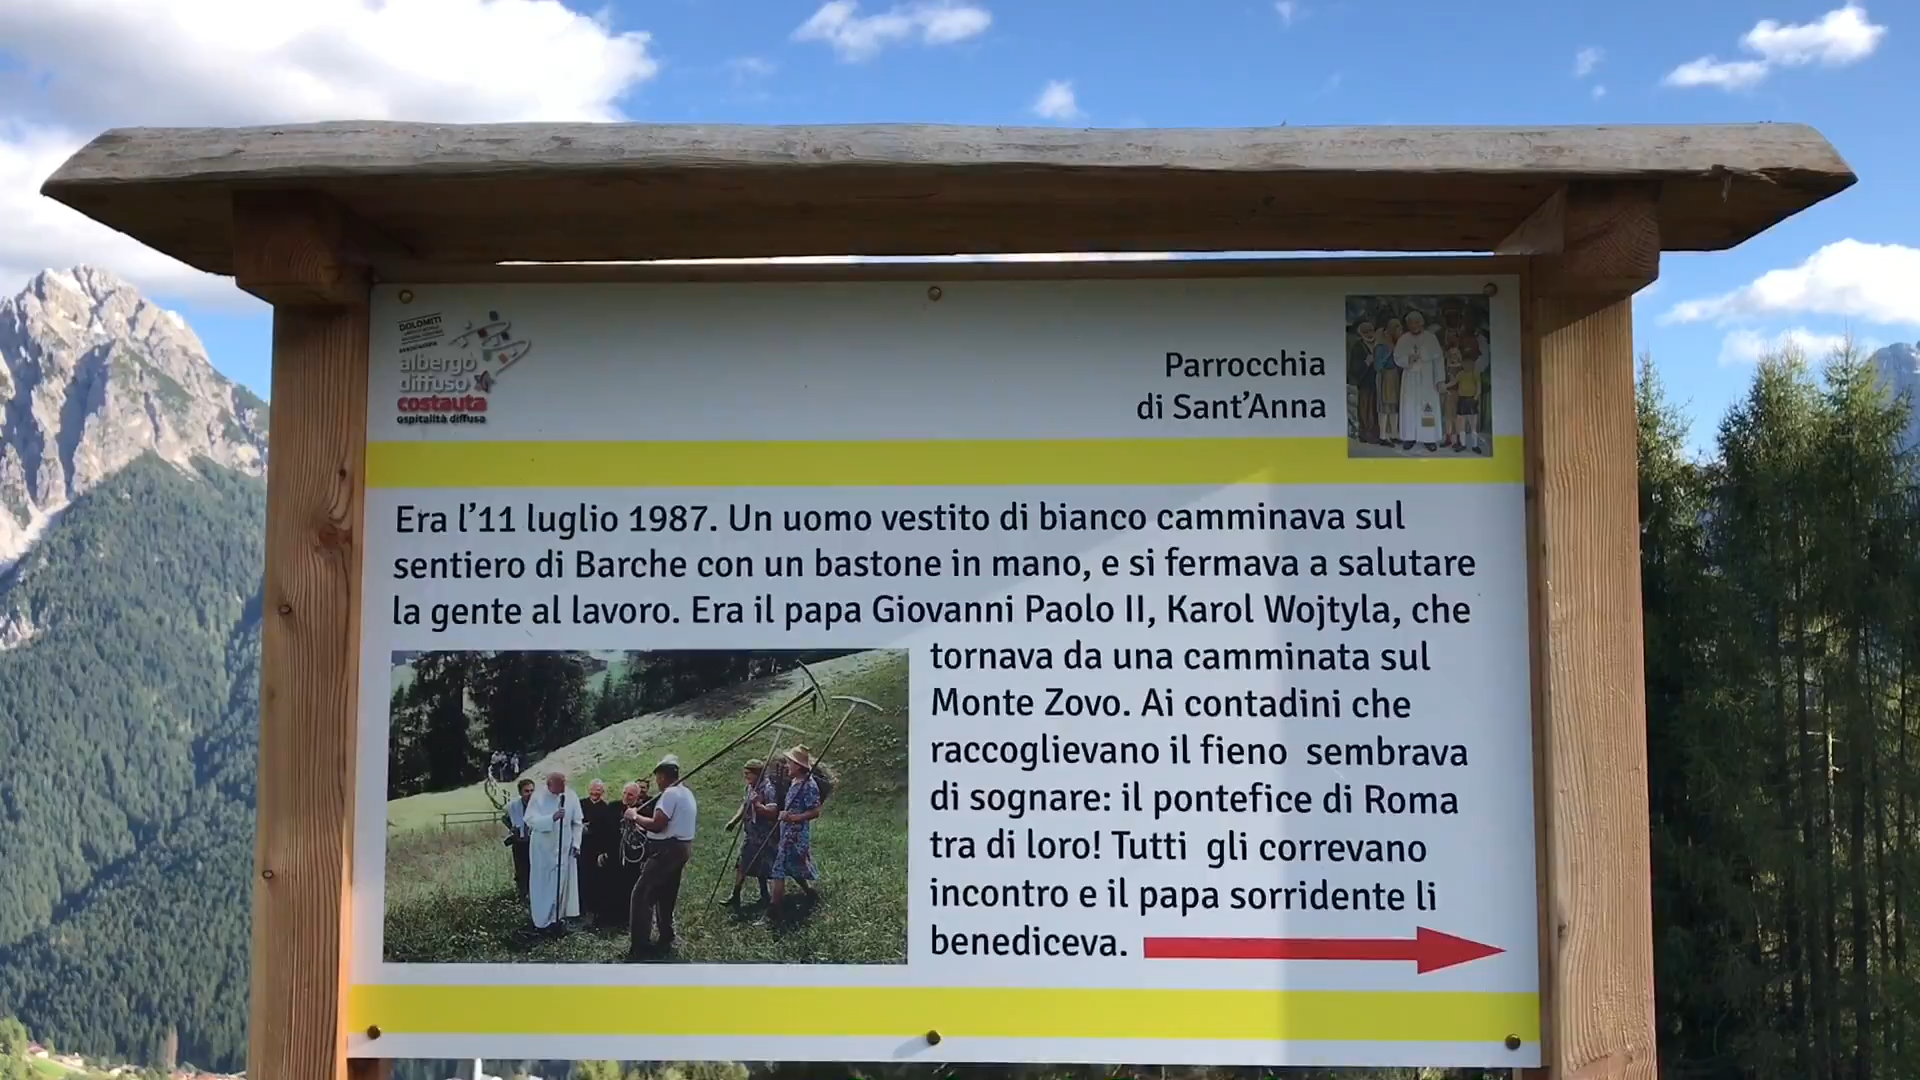 DOLOMITI
albergo
diffuso
costauta
ospitalità diffusa
Parrocchia
di Sant'Anna
Era l'11 luglio 1987. Un uomo vestito di bianco camminava sul
sentiero di Barche con un bastone in mano, e si fermava a salutare
la gente al lavoro. Era il papa Giovanni Paolo II, Karol Wojtyla, che
tornava da una camminata sul
Monte Zovo. Ai contadini che
raccoglievano il fieno sembrava
di sognare: il pontefice di Roma
tra di loro! Tutti gli correvano
incontro e il papa sorridente li
benediceva.